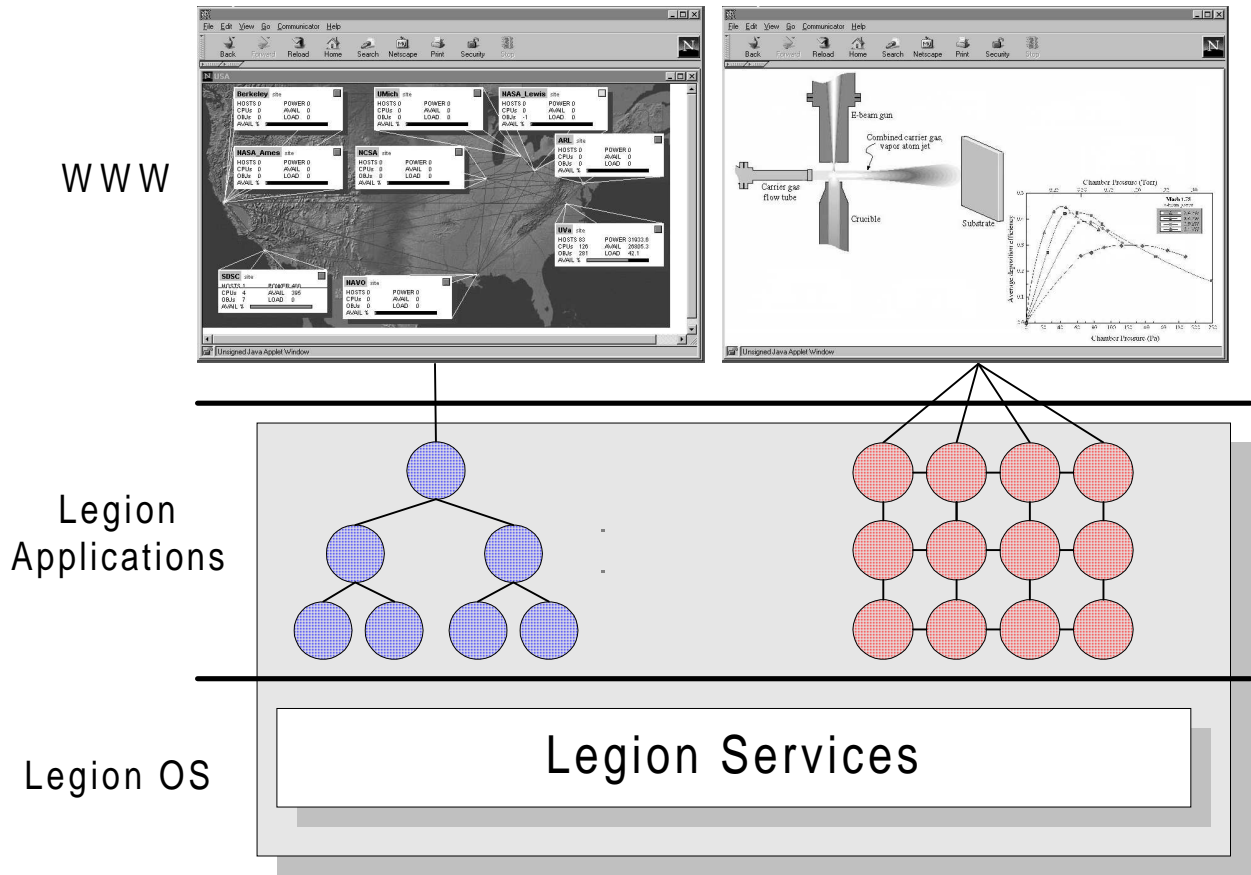 File Edit View Go Communicator Help
Back Forward Reload Home Search Netscape Print Security Stop
N
N USA
Berkeley site
HOSTS 0 POWER 0
CPUs 0 AVAIL 0
OBJs 0 LOAD 0
AVAIL %
UMich site
HOSTS 0 POWER 0
CPUs 0 AVAIL 0
OBJs 0 LOAD 0
AVAIL %
NASA_Lewis site
HOSTS 0 POWER 0
CPUs 0 AVAIL 0
OBJs -1 LOAD 0
AVAIL %
NASA_Ames site
HOSTS 0 POWER 0
CPUs 0 AVAIL 0
OBJs 0 LOAD 0
AVAIL %
NCSA site
HOSTS 0 POWER 0
CPUs 0 AVAIL 0
OBJs 0 LOAD 0
AVAIL %
ARL site
HOSTS 0 POWER 0
CPUs 0 AVAIL 0
OBJs 0 LOAD 0
AVAIL %
UVa site
HOSTS 83 POWER 31933.6
CPUs 126 AVAIL 26805.3
OBJs 281 LOAD 42.1
AVAIL %
SDSC site
HOSTS 1 POWER
CPUs 4 AVAIL 395
OBJs 7 LOAD 0
AVAIL %
NAVO site
HOSTS 0 POWER 0
CPUs 0 AVAIL 0
OBJs 0 LOAD 0
AVAIL %
Unsigned Java Applet Window
File Edit View Go Communicator Help
Back Forward Reload Home Search Netscape Print Security Stop
N
E-beam gun
Combined carrier gas,
vapor atom jet
Carrier gas
flow tube
Crucible
Substrate
Chamber Pressure (Torr)
Average deposition efficiency
Chamber Pressure (Pa)
Unsigned Java Applet Window
WWW
Legion
Applications
Legion OS
Legion Services